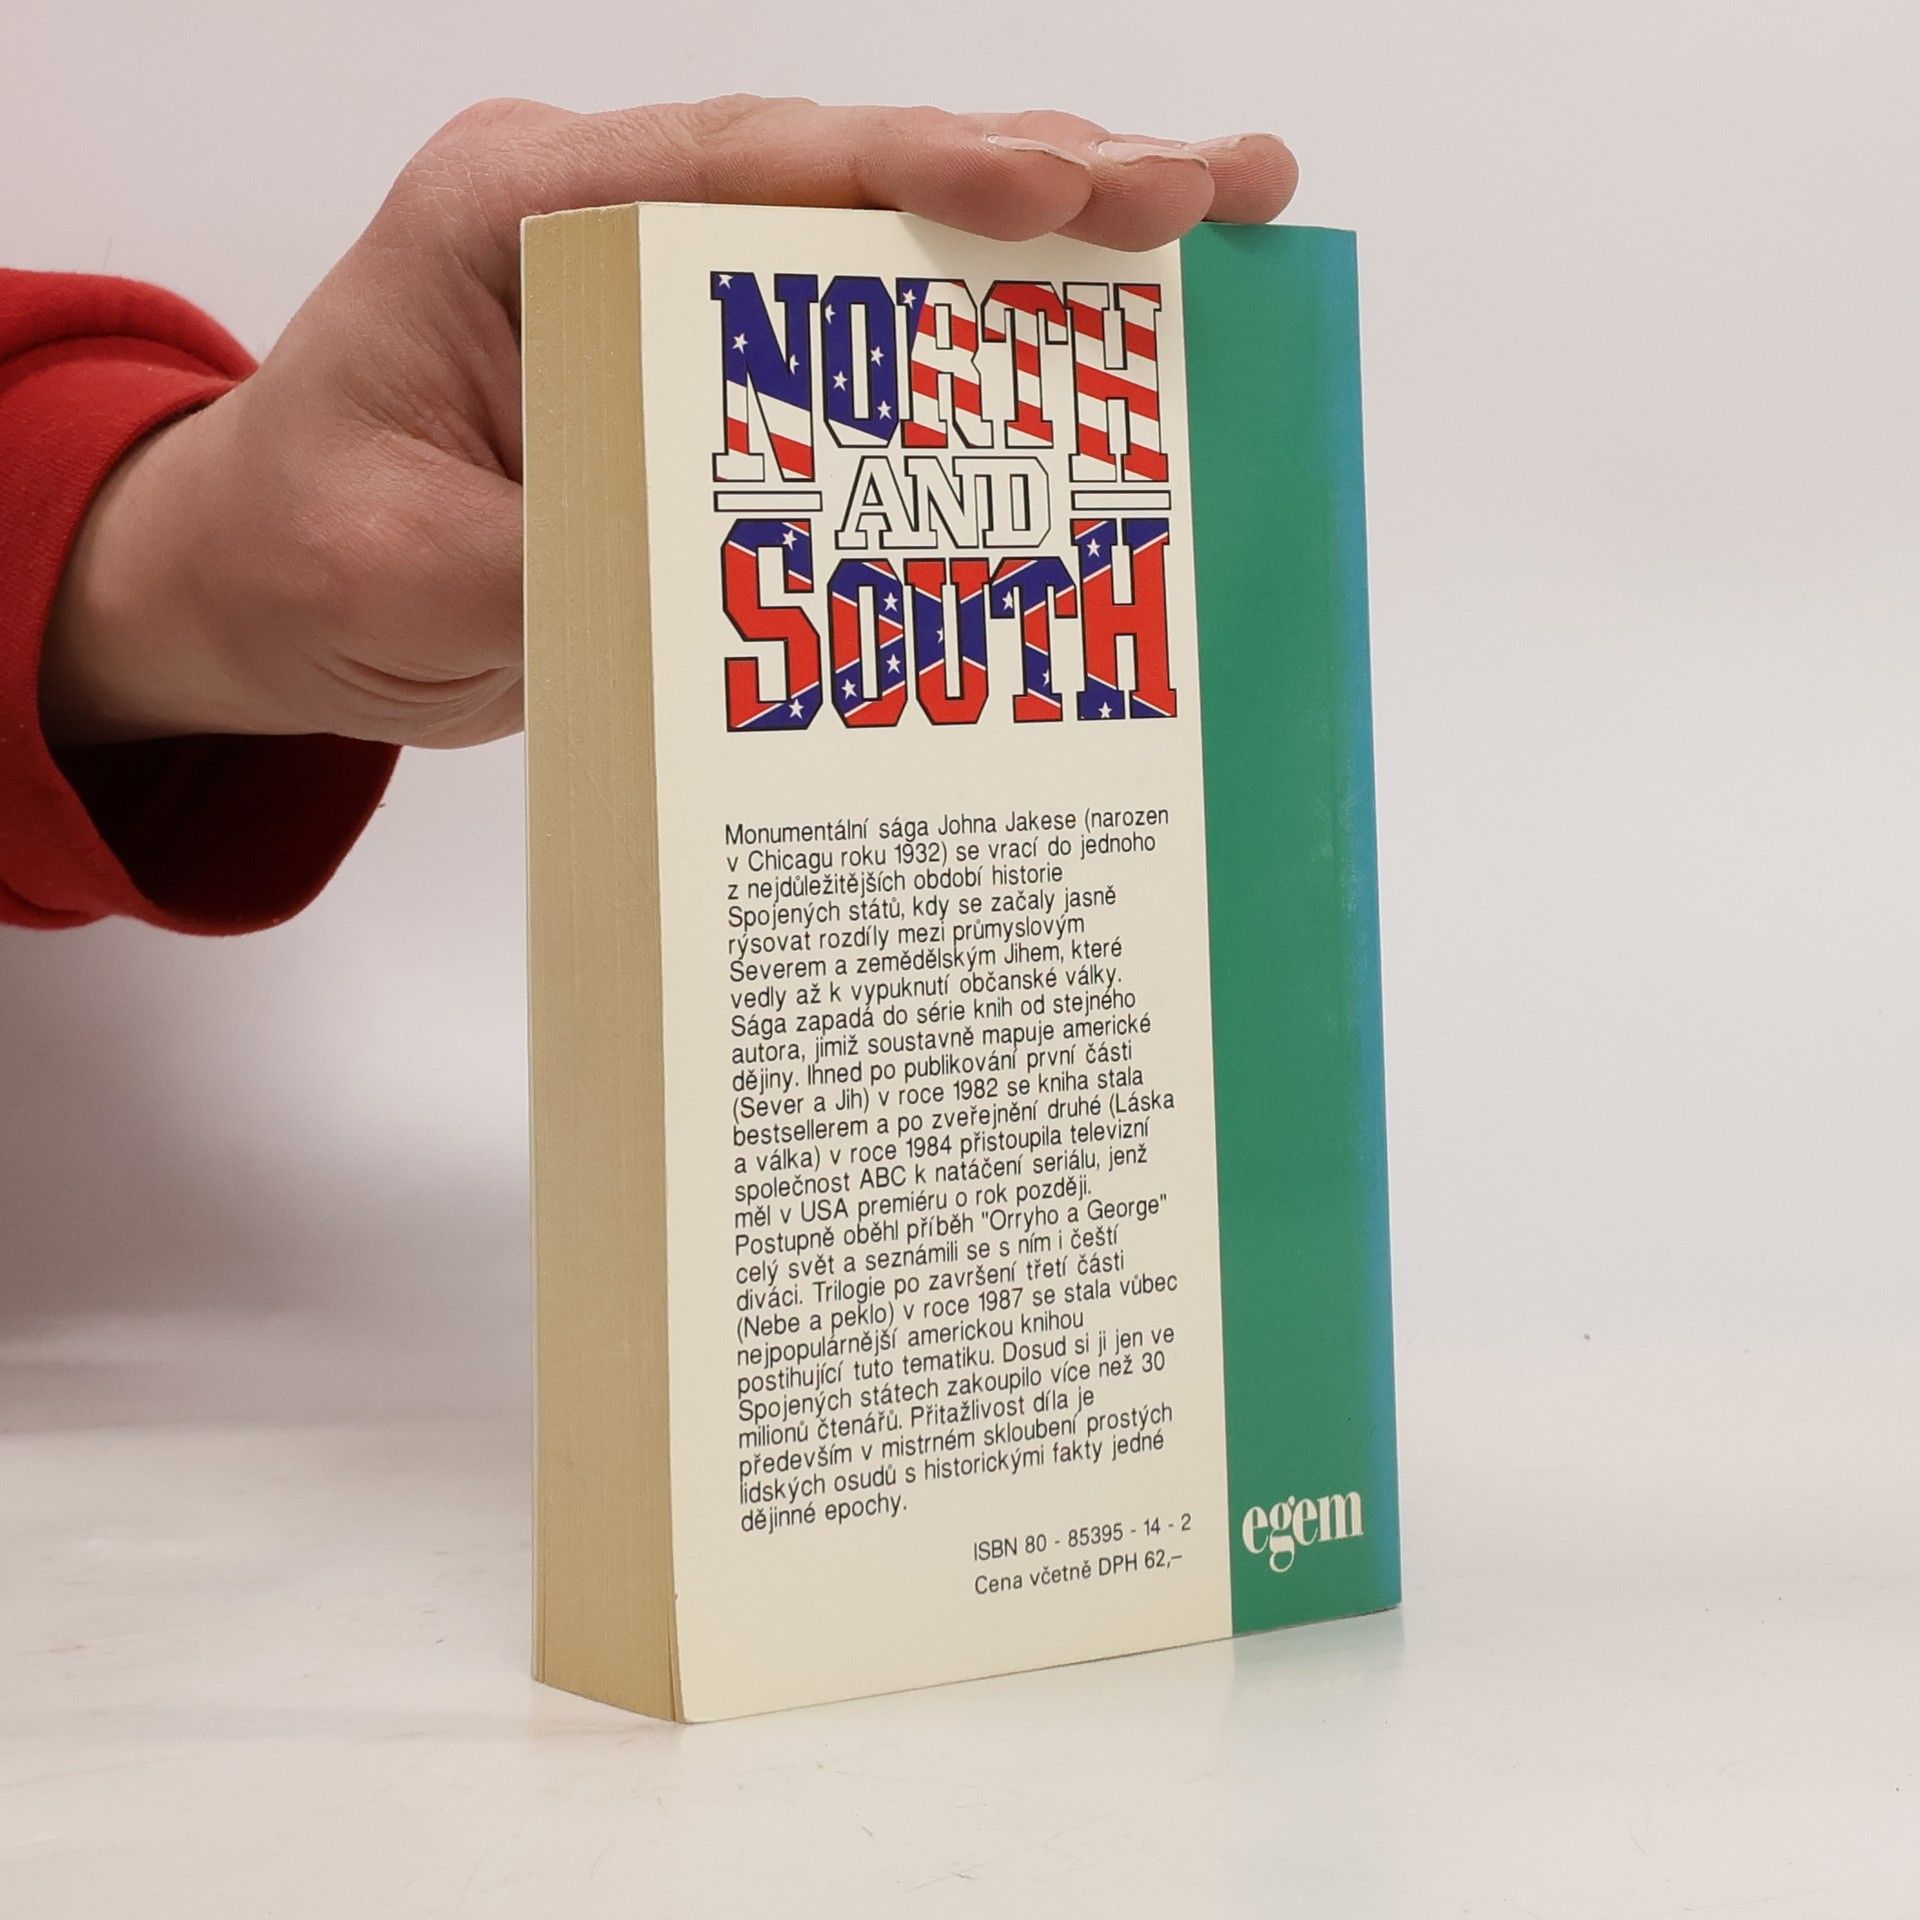 NORTH
AND
SOUTH
Monumentální sága Johna Jakese (narozen
v Chicagu roku 1932) se vrací do jednoho
z nejdůležitějších období historie
Spojených států, kdy se začaly jasně
rýsovat rozdíly mezi průmyslovým
Severem a zemědělským Jihem, které
vedly až k vypuknutí občanské války.
Sága zapadá do série knih od stejného
autora, jimiž soustavně mapuje americké
dějiny. Ihned po publikování první části
(Sever a Jih) v roce 1982 se kniha stala
bestsellerem a po zveřejnění druhé (Láska
a válka) v roce 1984 přistoupila televizní
společnost ABC k natáčení seriálu, jenž
měl v USA premiéru o rok později.
Postupně oběhl příběh "Orryho a George"
celý svět a seznámili se s ním i čeští
diváci. Trilogie po završení třetí části
(Nebe a peklo) v roce 1987 se stala vůbec
nejpopulárnější americkou knihou
postihující tuto tematiku. Dosud si ji jen ve
Spojených státech zakoupilo více než 30
milionů čtenářů. Přitažlivost díla je
především v mistrném skloubení prostých
lidských osudů s historickými fakty jedné
dějinné epochy.
ISBN 80 - 85395 - 14 - 2
Cena včetně DPH 62,–
egem